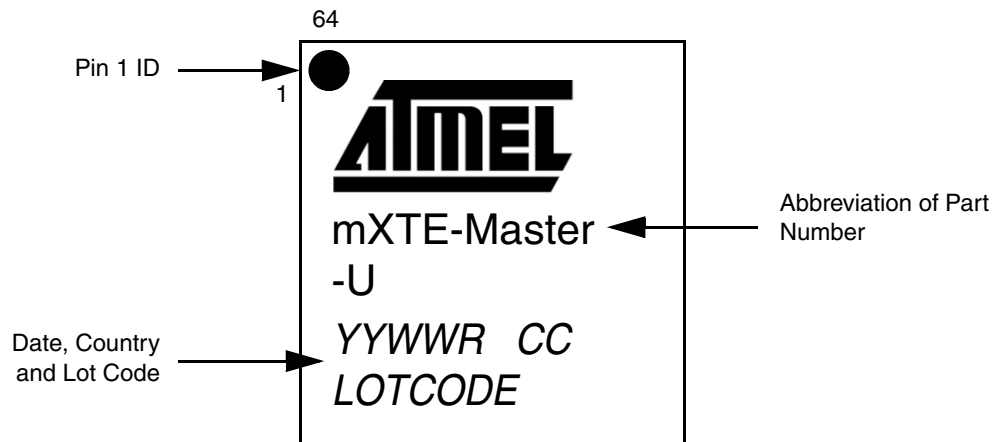 64
Pin 1 ID
1
ATMEL
mXTE-Master
-U
Abbreviation of Part
Number
YYWWR CC
LOTCODE
Date, Country
and Lot Code